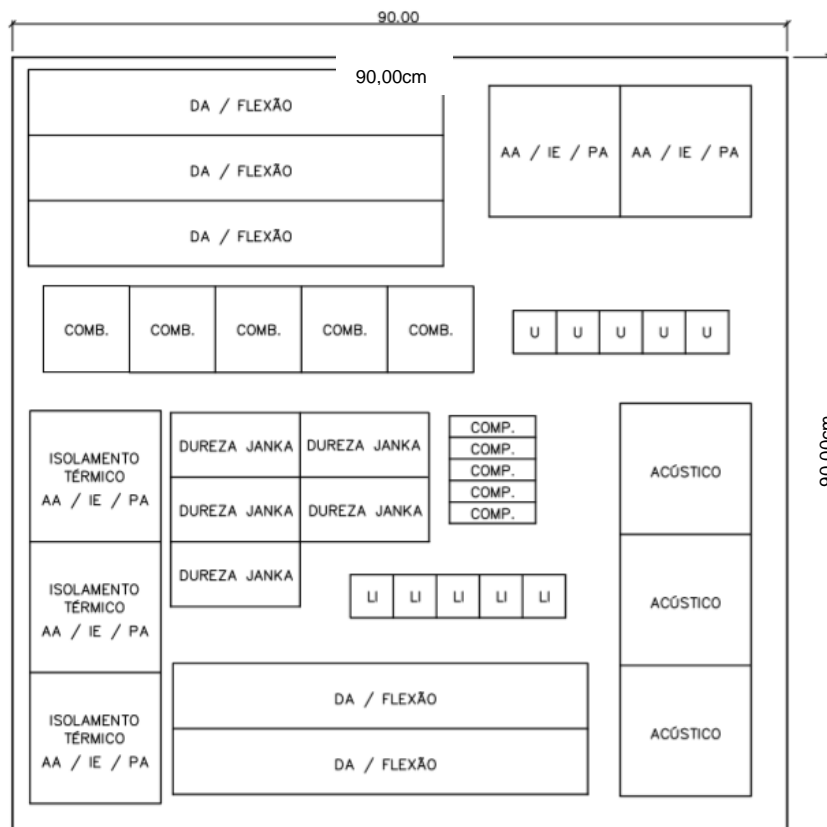 90.00
90,00cm
DA / FLEXÃO
DA / FLEXÃO
DA / FLEXÃO
AA / IE / PA
AA / IE / PA
COMB.
COMB.
COMB.
COMB.
COMB.
U
U
U
U
U
ISOLAMENTO
TÉRMICO
AA / IE / PA
ISOLAMENTO
TÉRMICO
AA / IE / PA
ISOLAMENTO
TÉRMICO
AA / IE / PA
DUREZA JANKA
DUREZA JANKA
DUREZA JANKA
DUREZA JANKA
DUREZA JANKA
COMP.
COMP.
COMP.
COMP.
COMP.
LI
LI
LI
LI
LI
ACÚSTICO
ACÚSTICO
ACÚSTICO
90,00cm
DA / FLEXÃO
DA / FLEXÃO